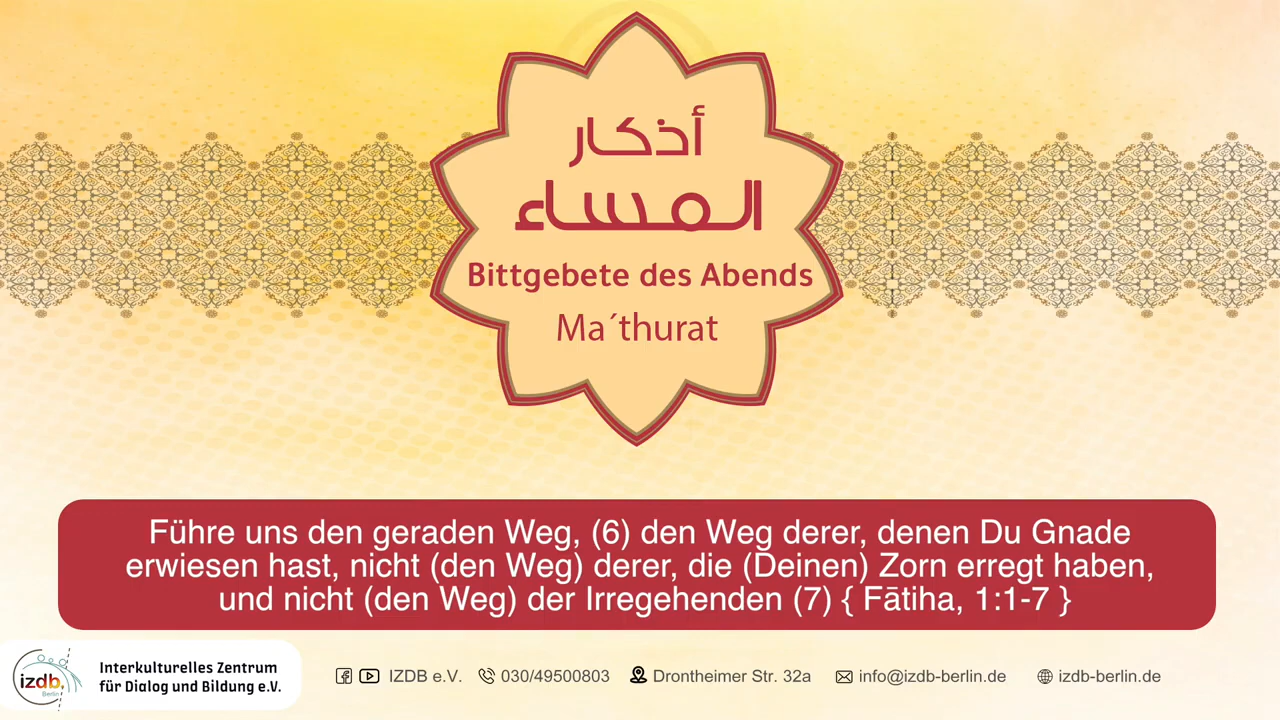 أذكار
المساء
Bittgebete des Abends
Ma´thurat
Führe uns den geraden Weg, (6) den Weg derer, denen Du Gnade
erwiesen hast, nicht (den Weg) derer, die (Deinen) Zorn erregt haben,
und nicht (den Weg) der Irregehenden (7) { Fātiha, 1:1-7 }
izdb.
Berlin
Interkulturelles Zentrum
für Dialog und Bildung e.V.
IZDB e.V. 030/49500803 Drontheimer Str. 32a info@izdb-berlin.de izdb-berlin.de